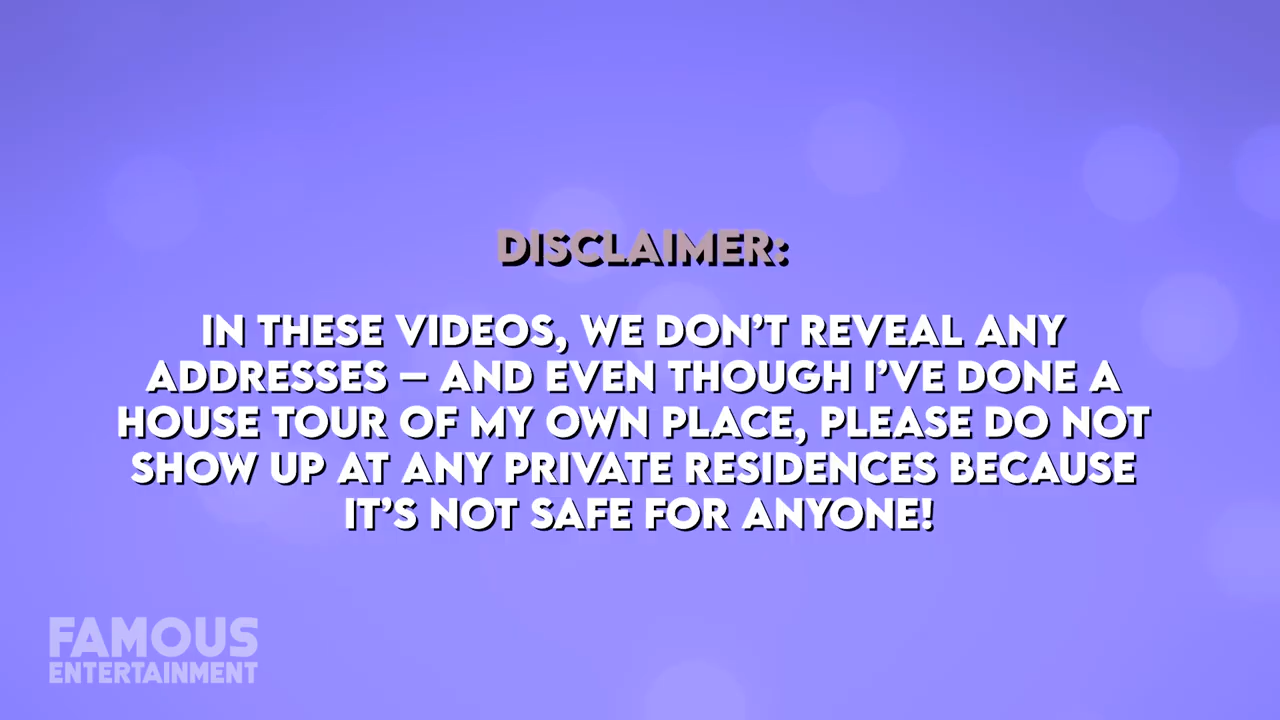 DISCLAIMER:
IN THESE VIDEOS, WE DON'T REVEAL ANY
ADDRESSES – AND EVEN THOUGH I'VE DONE A
HOUSE TOUR OF MY OWN PLACE, PLEASE DO NOT
SHOW UP AT ANY PRIVATE RESIDENCES BECAUSE
IT'S NOT SAFE FOR ANYONE!
FAMOUS
ENTERTAINMENT